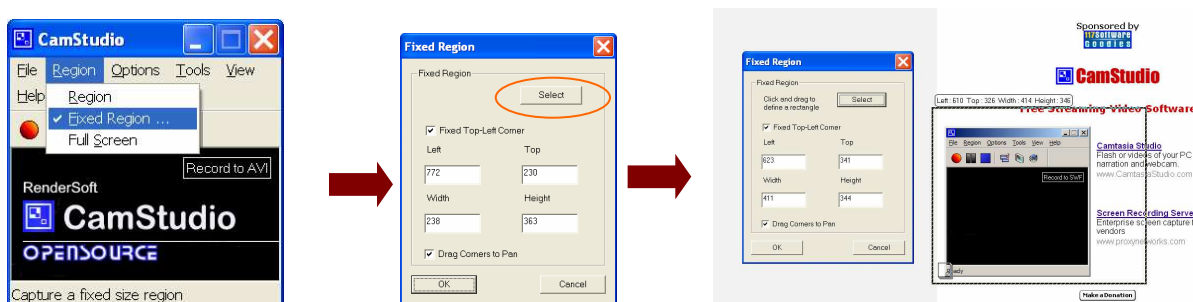 CamStudio
File Region Options Tools View
Help
Region
Fixed Region ...
Full Screen
Record to AVI
RenderSoft
CamStudio
OPENSOURCE
Capture a fixed size region
Fixed Region
Fixed Region
Select
Fixed Top-Left Corner
Left Top
772 230
Width Height
238 363
Drag Corners to Pan
OK Cancel
Fixed Region
Fixed Region
Click and drag to
define a rectangle
Select
Fixed Top-Left Corner
Left Top
623 341
Width Height
411 344
Drag Corners to Pan
OK Cancel
Sponsored by
117Software
Goodies
CamStudio
Left : 610 Top : 326 Width : 414 Height : 346
Free Streaming Video Software
File Region Options Tools View Help
Record to SWF
Camtasia Studio
Flash or videos of your PC
narration and webcam.
www.CamtasiaStudio.com
Screen Recording Serve
Enterprise screen capture
vendors
www.proxynetworks.com
Make a Donation